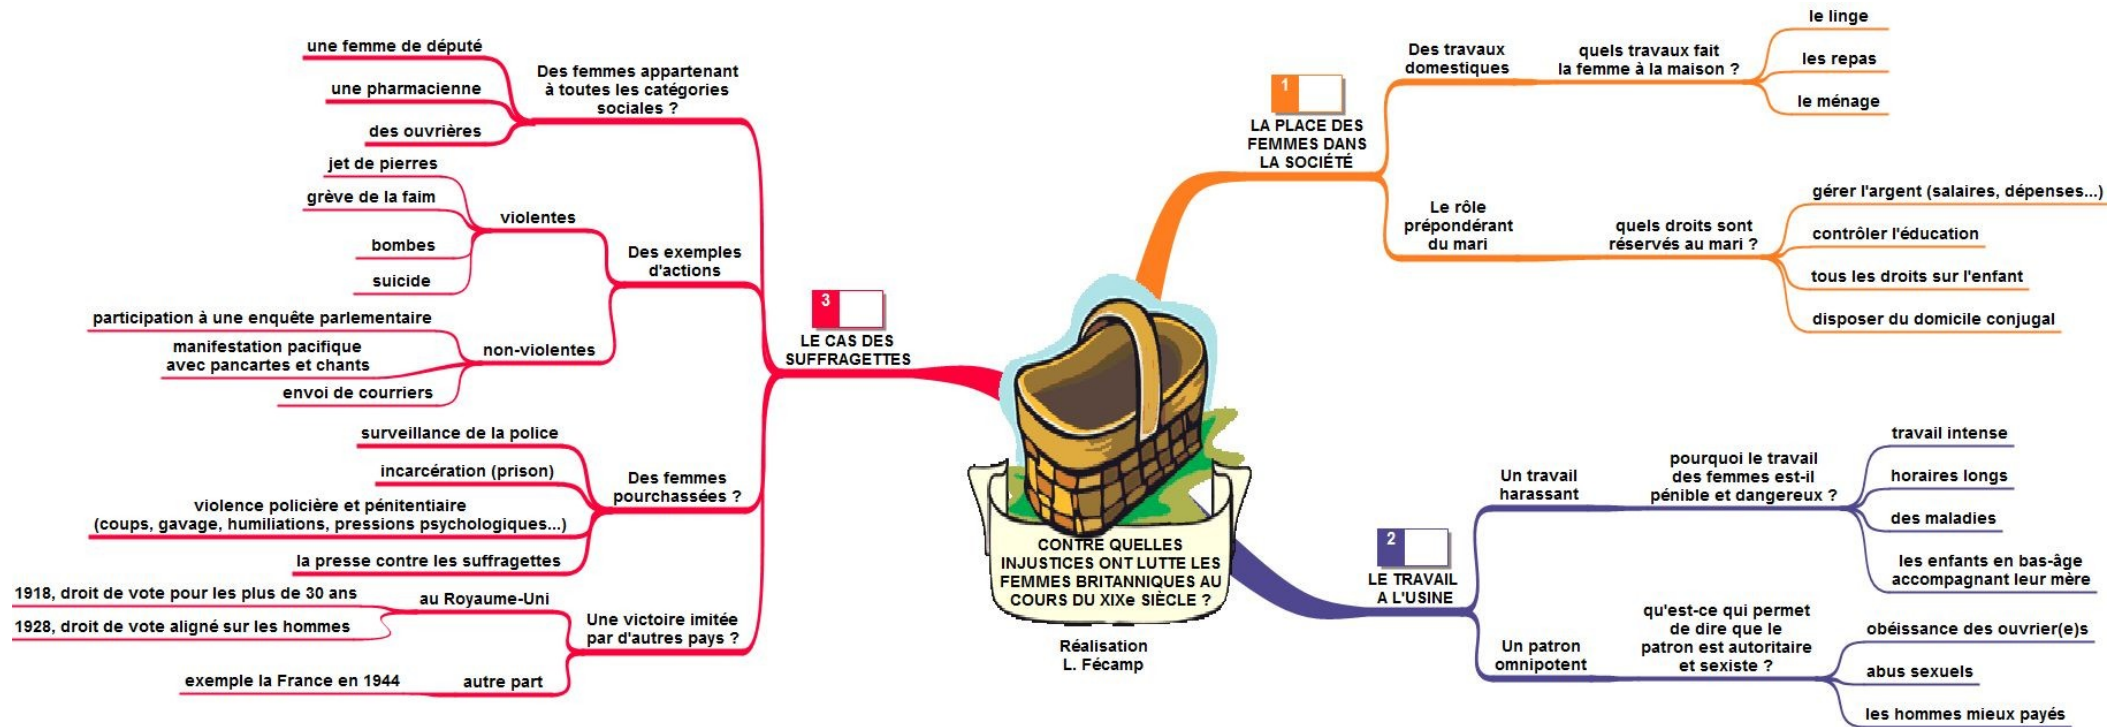 CONTRE QUELLES
INJUSTICES ONT LUTTE LES
FEMMES BRITANNIQUES AU
COURS DU XIXe SIÈCLE ?
Réalisation
L. Fécamp
1
LA PLACE DES
FEMMES DANS
LA SOCIÉTÉ
Des travaux
domestiques
quels travaux fait
la femme à la maison ?
le linge
les repas
le ménage
Le rôle
prépondérant
du mari
quels droits sont
réservés au mari ?
gérer l'argent (salaires, dépenses...)
contrôler l'éducation
tous les droits sur l'enfant
disposer du domicile conjugal
2
LE TRAVAIL
A L'USINE
Un travail
harassant
pourquoi le travail
des femmes est-il
pénible et dangereux ?
travail intense
horaires longs
des maladies
les enfants en bas-âge
accompagnant leur mère
Un patron
omnipotent
qu'est-ce qui permet
de dire que le
patron est autoritaire
et sexiste ?
obéissance des ouvrier(e)s
abus sexuels
les hommes mieux payés
3
LE CAS DES
SUFFRAGETTES
Des femmes appartenant
à toutes les catégories
sociales ?
une femme de député
une pharmacienne
des ouvrières
Des exemples
d'actions
violentes
jet de pierres
grève de la faim
bombes
suicide
non-violentes
participation à une enquête parlementaire
manifestation pacifique
avec pancartes et chants
envoi de courriers
Des femmes
pourchassées ?
surveillance de la police
incarcération (prison)
violence policière et pénitentiaire
(coups, gavage, humiliations, pressions psychologiques...)
la presse contre les suffragettes
Une victoire imitée
par d'autres pays ?
au Royaume-Uni
1918, droit de vote pour les plus de 30 ans
1928, droit de vote aligné sur les hommes
autre part
exemple la France en 1944